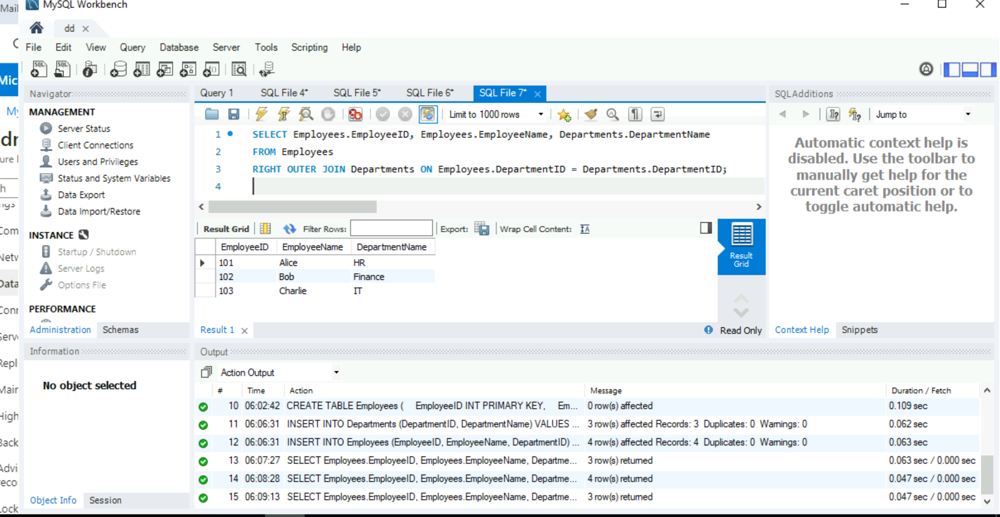 Mail
MySQL Workbench
dd
File Edit View Query Database Server Tools Scripting Help
Mic
My
Navigator
MANAGEMENT
Server Status
Client Connections
Users and Privileges
Status and System Variables
Data Export
Data Import/Restore
INSTANCE
Startup / Shutdown
Server Logs
Options File
PERFORMANCE
Administration Schemas
Query 1 SQL File 4* SQL File 5* SQL File 6* SQL File 7*
Limit to 1000 rows
1 SELECT Employees.EmployeeID, Employees.EmployeeName, Departments.DepartmentName
2 FROM Employees
3 RIGHT OUTER JOIN Departments ON Employees.DepartmentID = Departments.DepartmentID;
4
Result Grid Filter Rows: Export: Wrap Cell Content: IA
EmployeeID EmployeeName DepartmentName
101 Alice HR
102 Bob Finance
103 Charlie IT
Result Grid
Result 1
Read Only
SQLAdditions
Jump to
Automatic context help is
disabled. Use the toolbar to
manually get help for the
current caret position or to
toggle automatic help.
Context Help Snippets
Information
No object selected
Object Info Session
Output
Action Output
# Time Action Message Duration / Fetch
10 06:02:42 CREATE TABLE Employees ( EmployeeID INT PRIMARY KEY, Em... 0 row(s) affected 0.109 sec
11 06:06:31 INSERT INTO Departments (DepartmentID, DepartmentName) VALUES ... 3 row(s) affected Records: 3 Duplicates: 0 Warnings: 0 0.062 sec
12 06:06:31 INSERT INTO Employees (EmployeeID, EmployeeName, DepartmentID) ... 4 row(s) affected Records: 4 Duplicates: 0 Warnings: 0 0.063 sec
13 06:07:27 SELECT Employees.EmployeeID, Employees.EmployeeName, Departme... 3 row(s) returned 0.063 sec / 0.000 sec
14 06:08:28 SELECT Employees.EmployeeID, Employees.EmployeeName, Departme... 4 row(s) returned 0.047 sec / 0.000 sec
15 06:09:13 SELECT Employees.EmployeeID, Employees.EmployeeName, Departme... 3 row(s) returned 0.047 sec / 0.000 sec